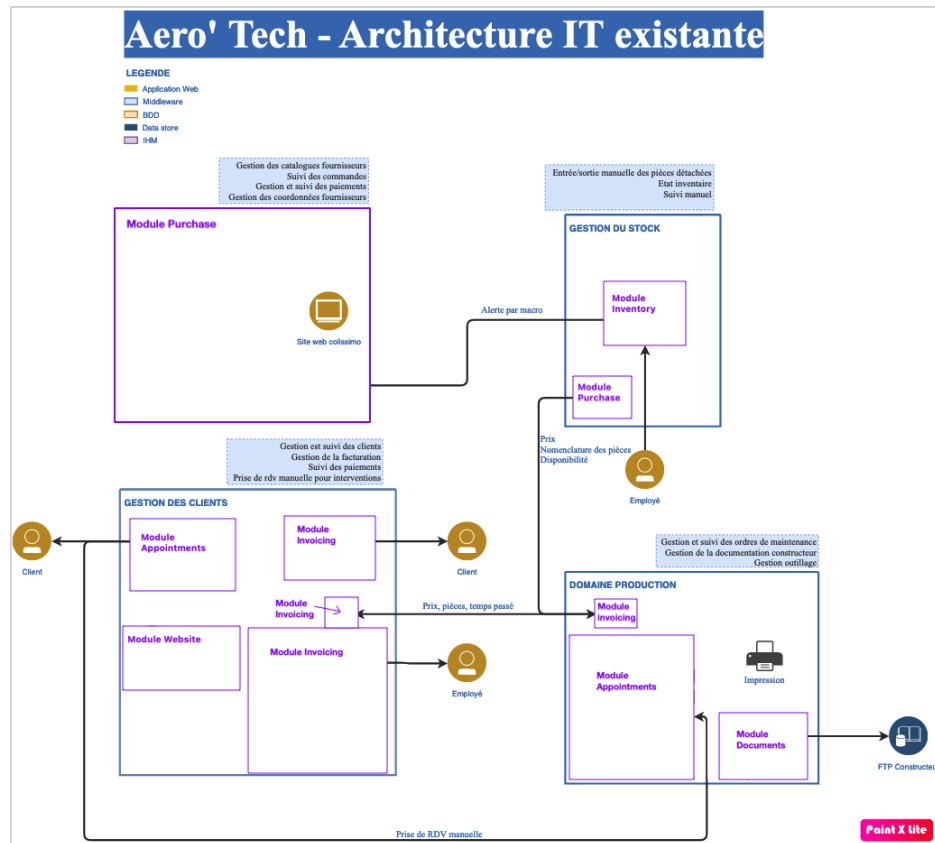 Aero' Tech - Architecture IT existante
LEGENDE
Application Web
Middleware
BDD
Data store
IHM
Gestion des catalogues fournisseurs
Suivi des commandes
Gestion et suivi des paiements
Gestion des coordonnées fournisseurs
Module Purchase
Site web colissimo
Entrée/sortie manuelle des pièces détachées
Etat inventaire
Suivi manuel
GESTION DU STOCK
Module
Inventory
Alerte par macro
Module
Purchase
Prix
Nomenclature des pièces
Disponibilité
Employé
Gestion est suivi des clients
Gestion de la facturation
Suivi des paiements
Prise de rdv manuelle pour interventions
GESTION DES CLIENTS
Module
Appointments
Module
Invoicing
Client
Client
Module
Invoicing
Prix, pièces, temps passé
Module Website
Module Invoicing
Employé
Gestion et suivi des ordres de maintenance
Gestion de la documentation constructeur
Gestion outillage
DOMAINE PRODUCTION
Module
invoicing
Module
Appointments
Impression
Module
Documents
FTP Constructeu
Prise de RDV manuelle
Paint X Lite